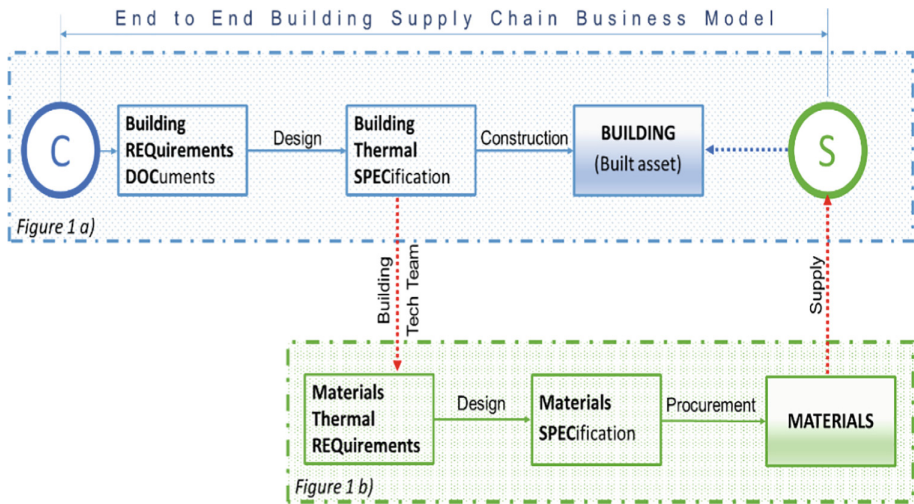 End to End Building Supply Chain Business Model
C
Building
REQuirements
DOCuments
Design
Building
Thermal
SPECification
Construction
BUILDING
(Built asset)
S
Figure 1 a)
Building
Tech Team
Supply
Materials
Thermal
REQuirements
Design
Materials
SPECification
Procurement
MATERIALS
Figure 1 b)